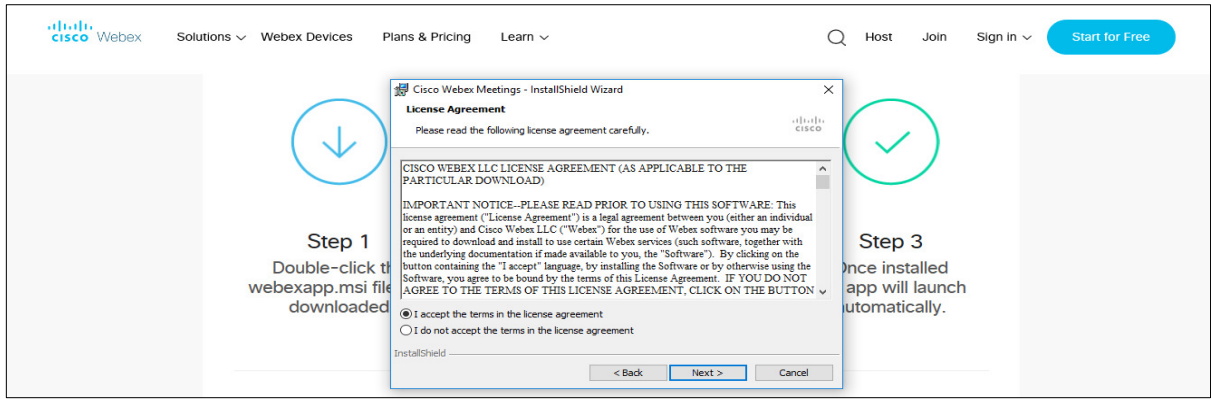 CISCO Webex Solutions Webex Devices Plans & Pricing Learn Host Join Sign in Start for Free
Cisco Webex Meetings - InstallShield Wizard
License Agreement
Please read the following license agreement carefully.
CISCO
CISCO WEBEX LLC LICENSE AGREEMENT (AS APPLICABLE TO THE
PARTICULAR DOWNLOAD)
IMPORTANT NOTICE--PLEASE READ PRIOR TO USING THIS SOFTWARE: This
license agreement ("License Agreement") is a legal agreement between you (either an individual
or an entity) and Cisco Webex LLC ("Webex") for the use of Webex software you may be
required to download and install to use certain Webex services (such software, together with
the underlying documentation if made available to you, the "Software"). By clicking on the
button containing the "I accept" language, by installing the Software or by otherwise using the
Software, you agree to be bound by the terms of this License Agreement. IF YOU DO NOT
AGREE TO THE TERMS OF THIS LICENSE AGREEMENT, CLICK ON THE BUTTON
I accept the terms in the license agreement
I do not accept the terms in the license agreement
InstallShield
< Back Next > Cancel
Step 1
Double-click
webexapp.msi
downloaded
Step 3
installed
app will launch